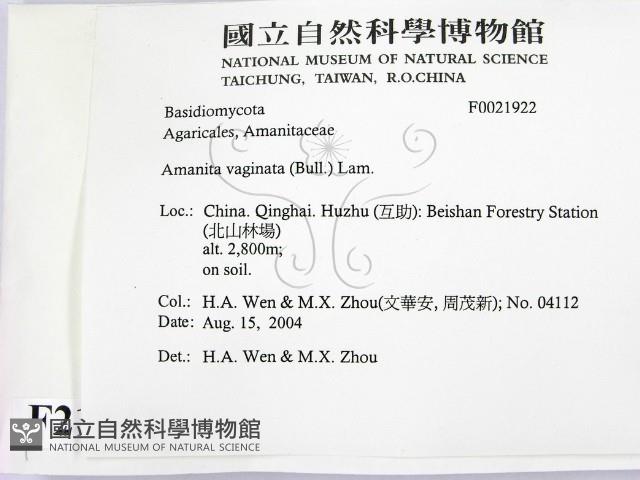 國立自然科學博物館
NATIONAL MUSEUM OF NATURAL SCIENCE
TAICHUNG, TAIWAN, R.O.CHINA
Basidiomycota F0021922
Agaricales, Amanitaceae
Amanita vaginata (Bull.) Lam.
Loc.: China. Qinghai. Huzhu (互助): Beishan Forestry Station
(北山林場)
alt. 2,800m;
on soil.
Col.: H.A. Wen & M.X. Zhou(文華安, 周茂新); No. 04112
Date: Aug. 15, 2004
Det.: H.A. Wen & M.X. Zhou
國立自然科學博物館
NATIONAL MUSEUM OF NATURAL SCIENCE